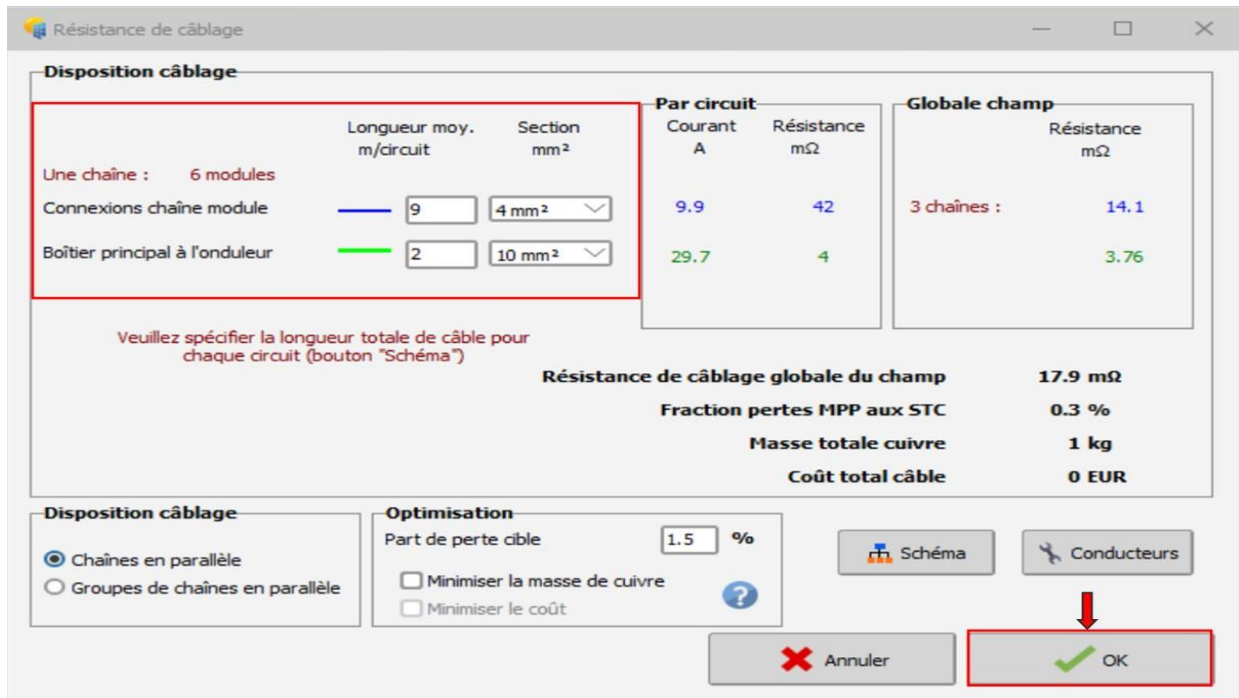 Résistance de câblage
Disposition câblage
Par circuit
Globale champ
Longueur moy. Section Courant Résistance Résistance
m/circuit mm² A mΩ mΩ
Une chaîne : 6 modules
Connexions chaîne module 9 4 mm² 9.9 42 3 chaînes : 14.1
Boîtier principal à l'onduleur 2 10 mm² 29.7 4 3.76
Veuillez spécifier la longueur totale de câble pour
chaque circuit (bouton "Schéma")
Résistance de câblage globale du champ 17.9 mΩ
Fraction pertes MPP aux STC 0.3 %
Masse totale cuivre 1 kg
Coût total câble 0 EUR
Disposition câblage
Chaînes en parallèle
Groupes de chaînes en parallèle
Optimisation
Part de perte cible 1.5 %
Minimiser la masse de cuivre
Minimiser le coût
?
Schéma
Conducteurs
Annuler
OK